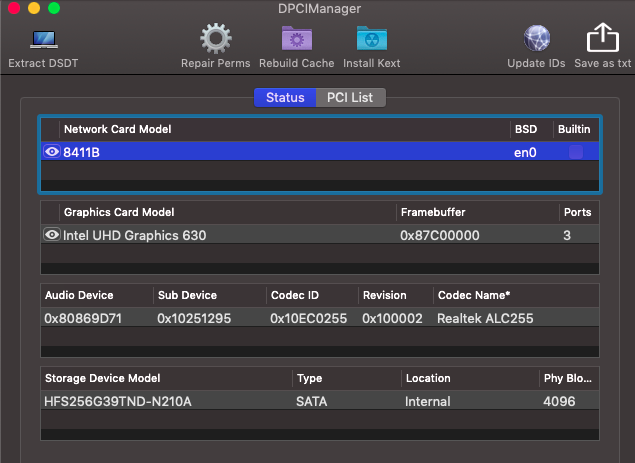 DPCIManager
Extract DSDT Repair Perms Rebuild Cache Install Kext Update IDs Save as txt
Status PCI List
Network Card Model BSD Builtin
8411B en0
Graphics Card Model Framebuffer Ports
Intel UHD Graphics 630 0x87C00000 3
Audio Device Sub Device Codec ID Revision Codec Name*
0x80869D71 0x10251295 0x10EC0255 0x100002 Realtek ALC255
Storage Device Model Type Location Phy Blo...
HFS256G39TND-N210A SATA Internal 4096